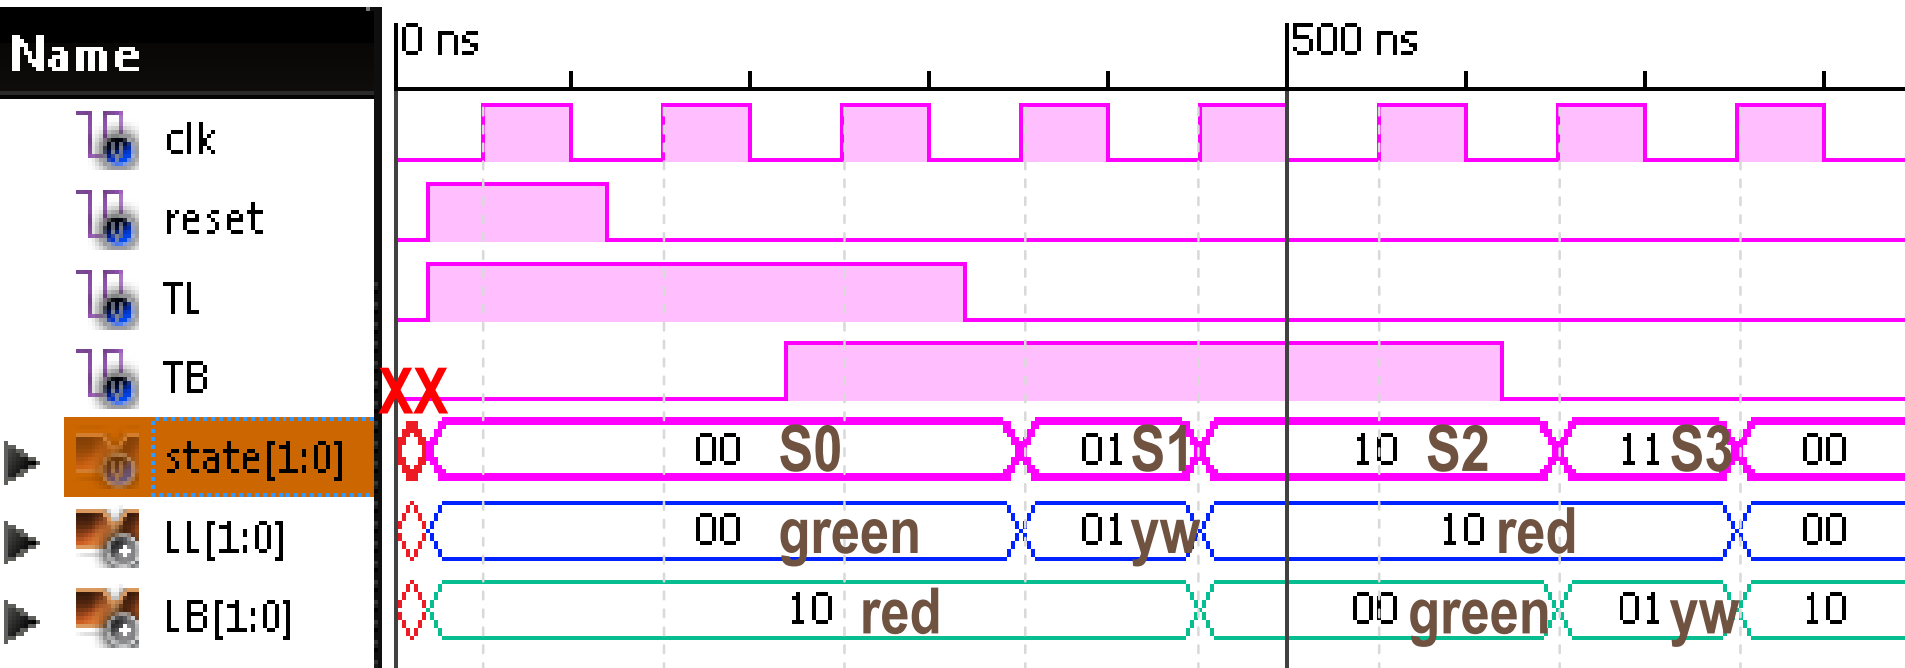 Name 0 ns 500 ns
clk
reset
TL
TB XX
state[1:0] 00 S0 01 S1 10 S2 11 S3 00
LL[1:0] 00 green 01 yw 10 red 00
LB[1:0] 10 red 00 green 01 yw 10